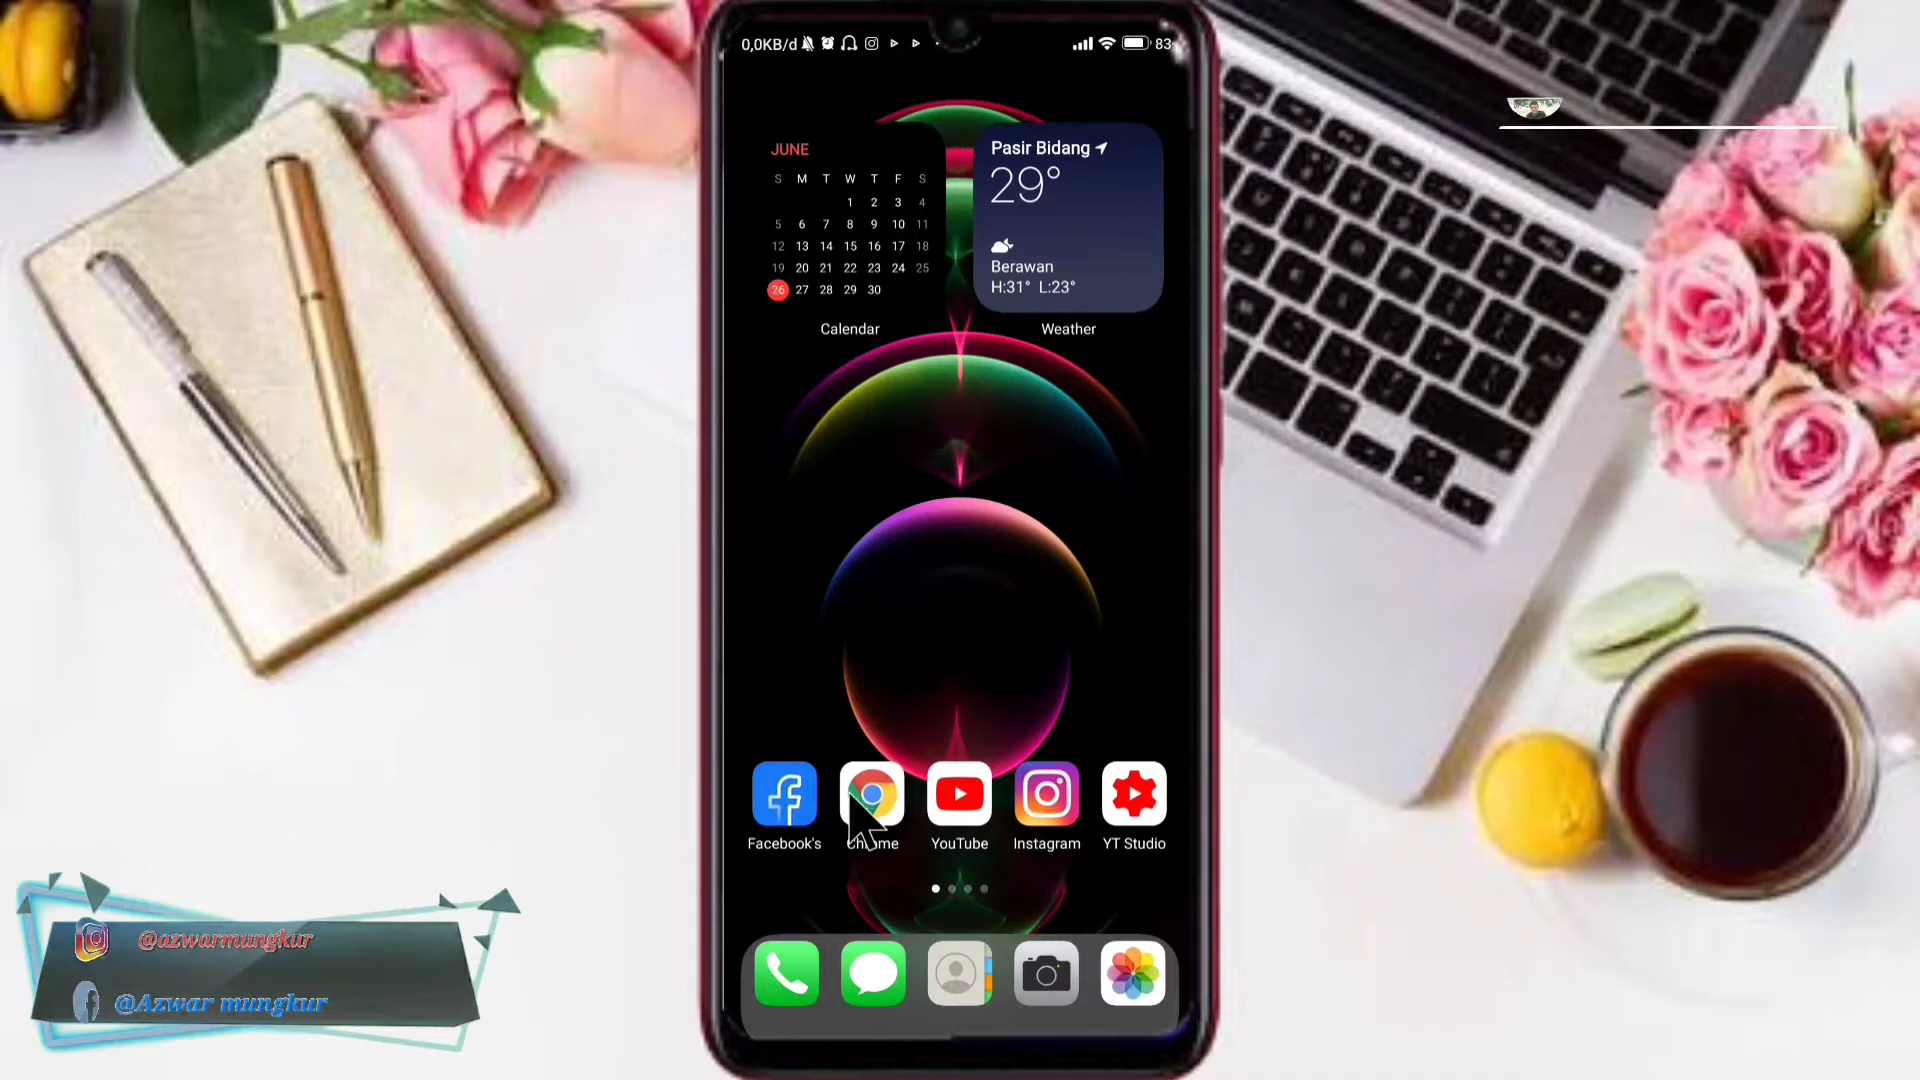 0,0KB/d
83
JUNE
S M T W T F S
1 2 3 4
5 6 7 8 9 10 11
12 13 14 15 16 17 18
19 20 21 22 23 24 25
26 27 28 29 30
Calendar
Pasir Bidang
29°
Berawan
H:31° L:23°
Weather
Facebook's
Chrome
YouTube
Instagram
YT Studio
@azwarmungkur
@Azwar mungkur